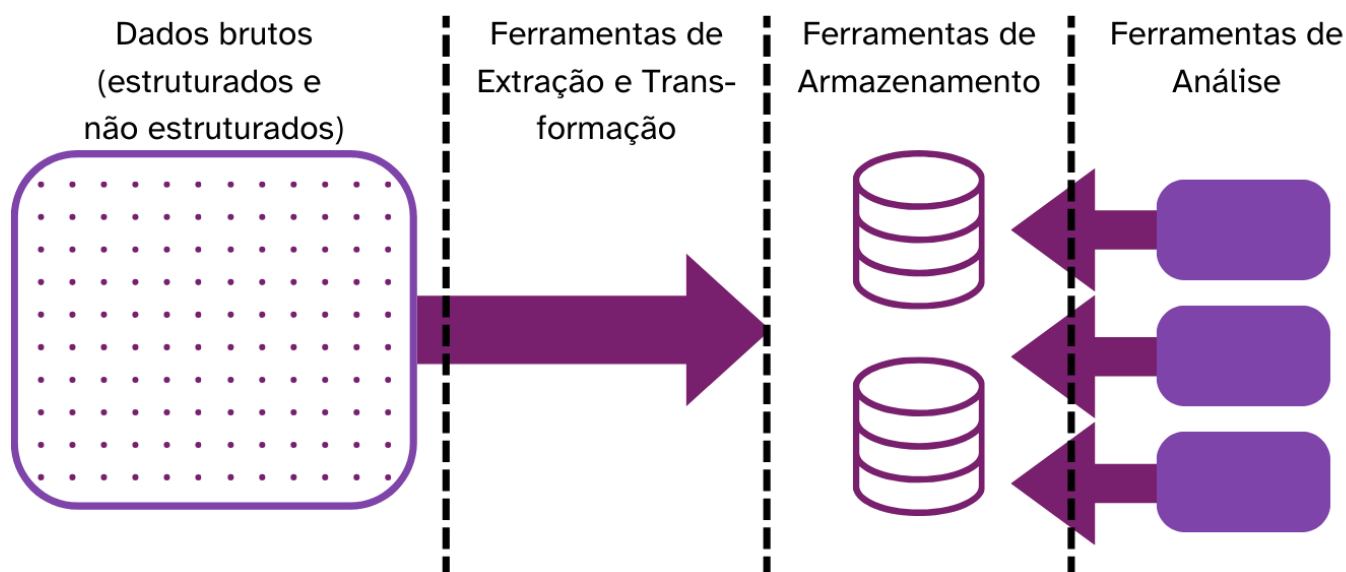 Dados brutos
(estruturados e
não estruturados)
Ferramentas de
Extração e Trans-
formação
Ferramentas de
Armazenamento
Ferramentas de
Análise